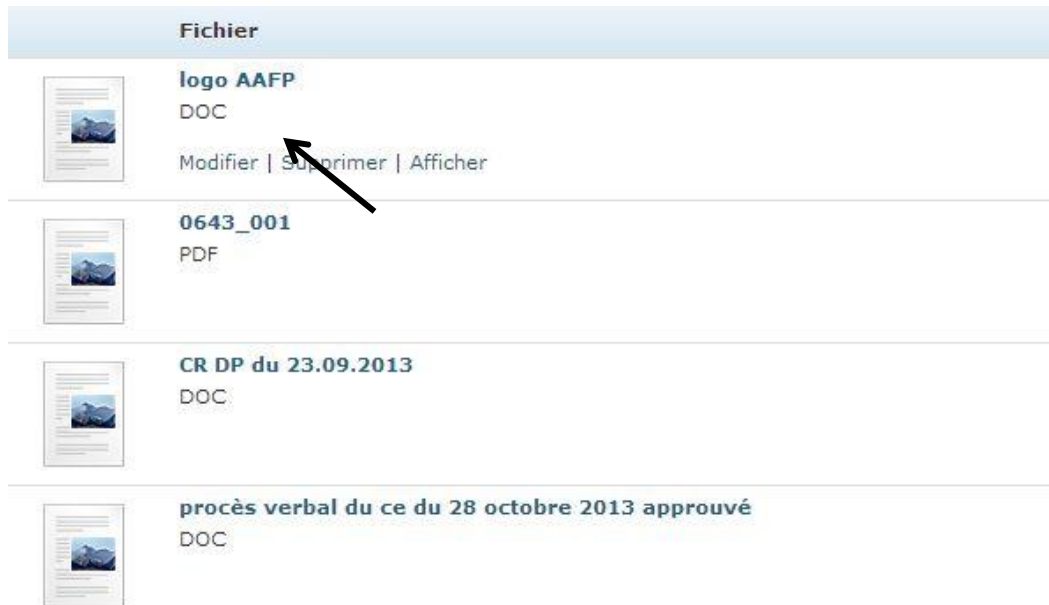 Fichier
logo AAFP
DOC
Modifier | Supprimer | Afficher
0643_001
PDF
CR DP du 23.09.2013
DOC
procès verbal du ce du 28 octobre 2013 approuvé
DOC